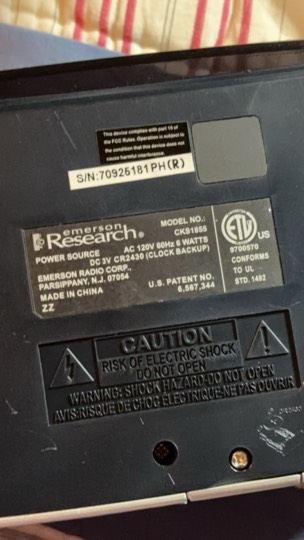 This device complies with part 15 of
the FCC Rules. Operation is subject to
the condition that this device does not
cause harmful interference.
S/N:70925181PH(R)
emerson
Research®
MODEL NO.:
CKS1855
POWER SOURCE AC 120V 60Hz 6 WATTS
DC 3V CR2430 (CLOCK BACKUP)
EMERSON RADIO CORP.,
PARSIPPANY, N.J. 07054
MADE IN CHINA
U.S. PATENT NO.
6,567,344
ZZ
ETL
US
9700570
CONFORMS
TO UL
STD. 1492
CAUTION
RISK OF ELECTRIC SHOCK
DO NOT OPEN
WARNING: SHOCK HAZARD-DO NOT OPEN
AVIS:RISQUE DE CHOC ÉLECTRIQUE-NE PAS OUVRIR